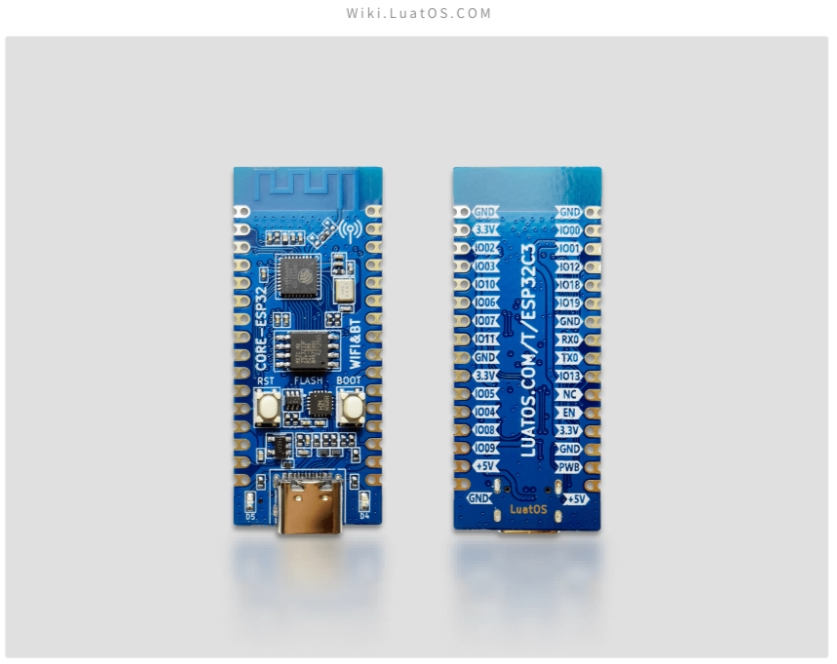 Wiki.LuatOS.COM
CORE-ESP32
WIFI&BT
RST
FLASH
BOOT
D5
D4
GND
3.3V
IO02
IO03
IO10
IO06
IO07
IO11
GND
3.3V
IO05
IO04
IO08
IO09
+5V
GND
LUATOS.COM/T/ESP32C3
GND
IO00
IO01
IO12
IO18
IO19
GND
RX0
TX0
IO13
NC
EN
3.3V
GND
PWB
+5V
LuatOS